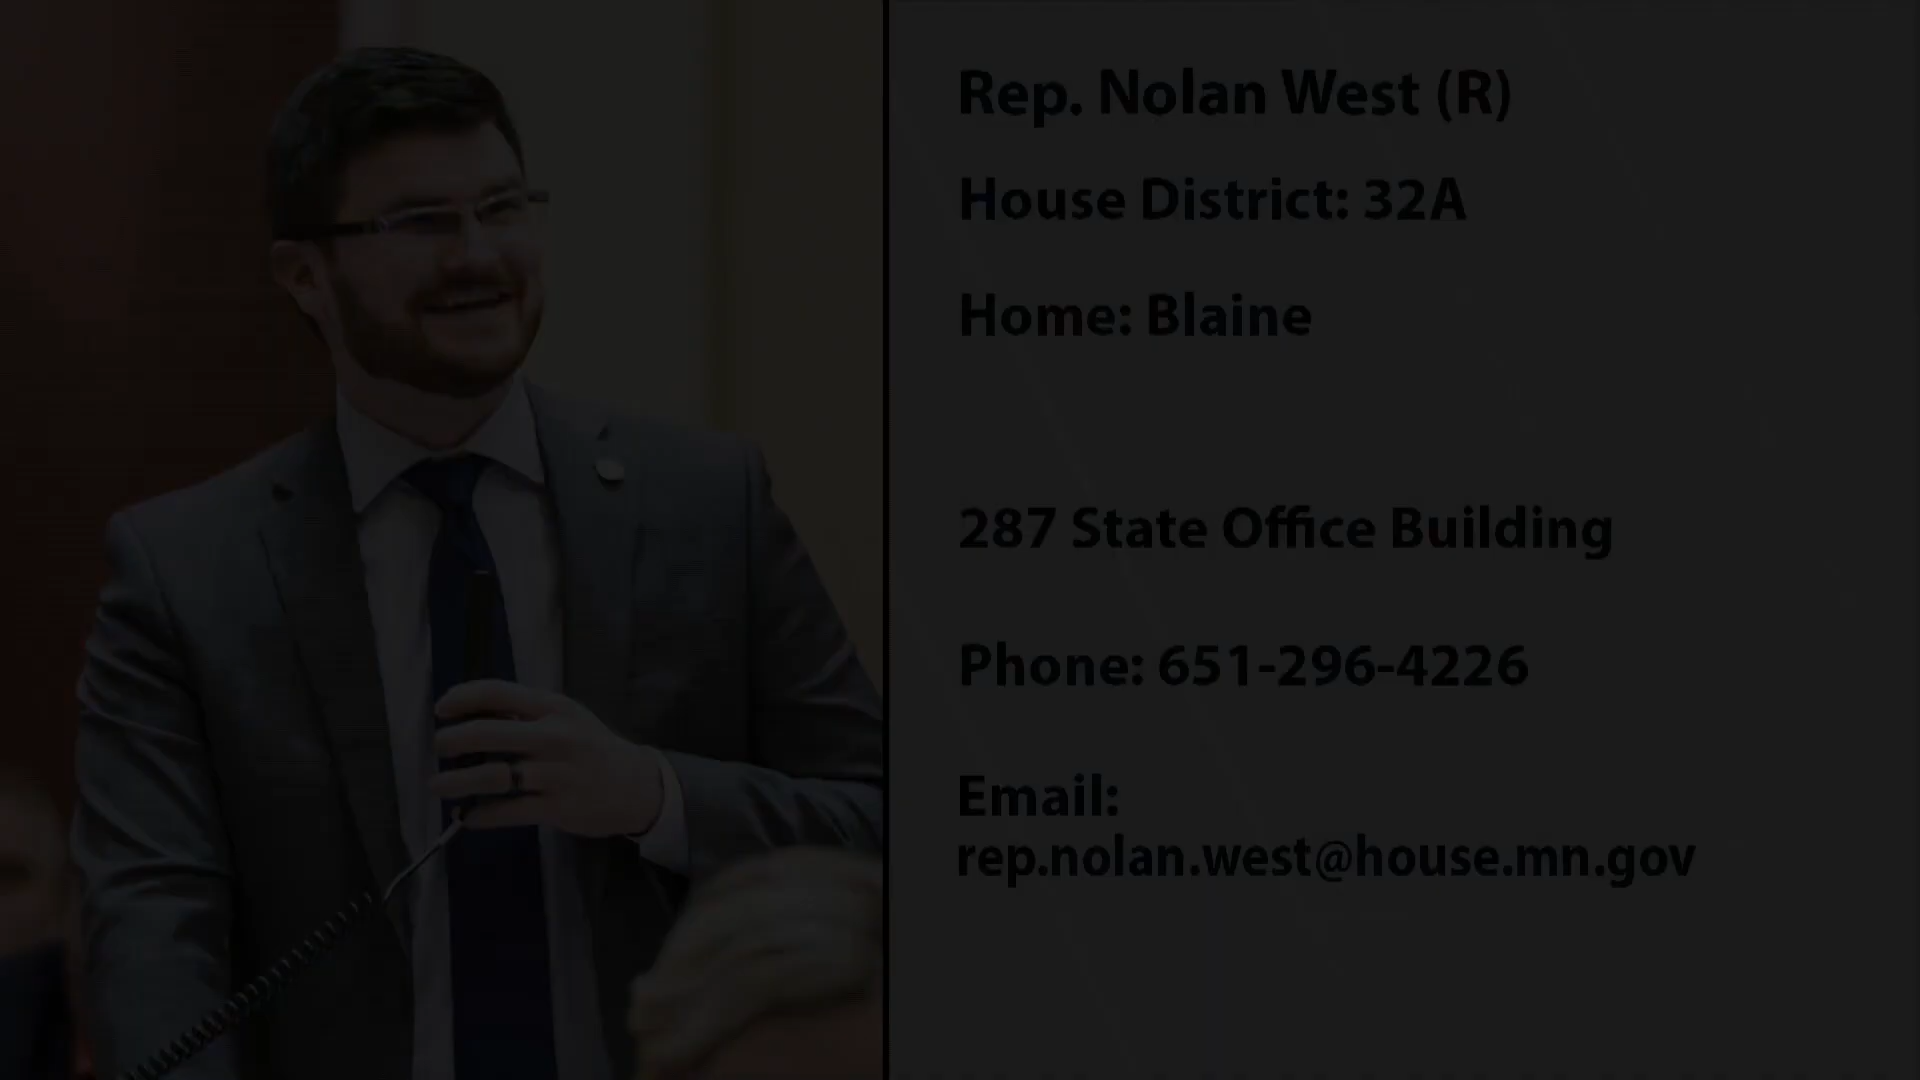 Rep. Nolan West (R)
House District: 32A
Home: Blaine
287 State Office Building
Phone: 651-296-4226
Email:
rep.nolan.west@house.mn.gov